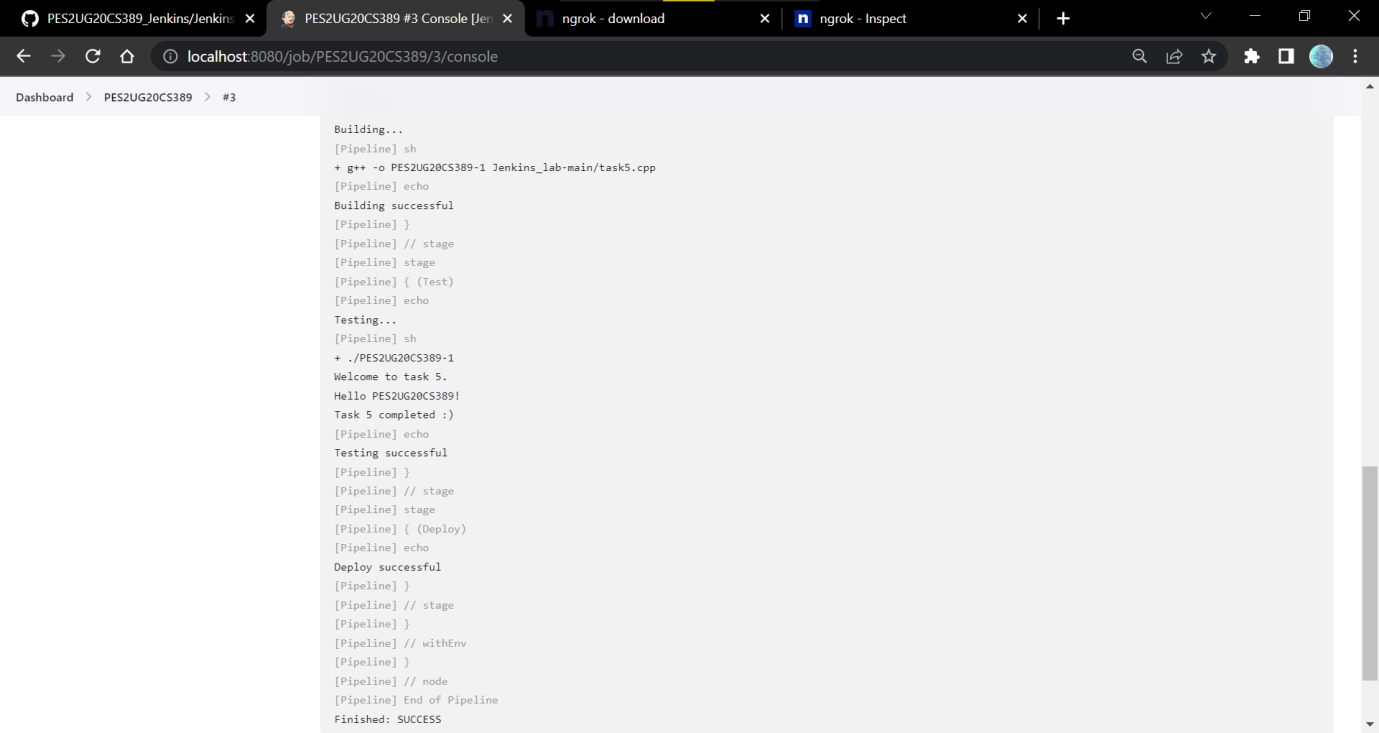 PES2UG20CS389_Jenkins/Jenkins
PES2UG20CS389 #3 Console [Jen
ngrok - download
ngrok - Inspect
localhost:8080/job/PES2UG20CS389/3/console
Dashboard > PES2UG20CS389 > #3
Building...
[Pipeline] sh
+ g++ -o PES2UG20CS389-1 Jenkins_lab-main/task5.cpp
[Pipeline] echo
Building successful
[Pipeline] }
[Pipeline] // stage
[Pipeline] stage
[Pipeline] { (Test)
[Pipeline] echo
Testing...
[Pipeline] sh
+ ./PES2UG20CS389-1
Welcome to task 5.
Hello PES2UG20CS389!
Task 5 completed :)
[Pipeline] echo
Testing successful
[Pipeline] }
[Pipeline] // stage
[Pipeline] stage
[Pipeline] { (Deploy)
[Pipeline] echo
Deploy successful
[Pipeline] }
[Pipeline] // stage
[Pipeline] }
[Pipeline] // withEnv
[Pipeline] }
[Pipeline] // node
[Pipeline] End of Pipeline
Finished: SUCCESS